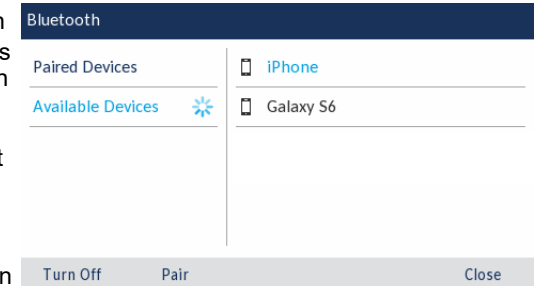 Bluetooth
Paired Devices
Available Devices
iPhone
Galaxy S6
Turn Off Pair Close